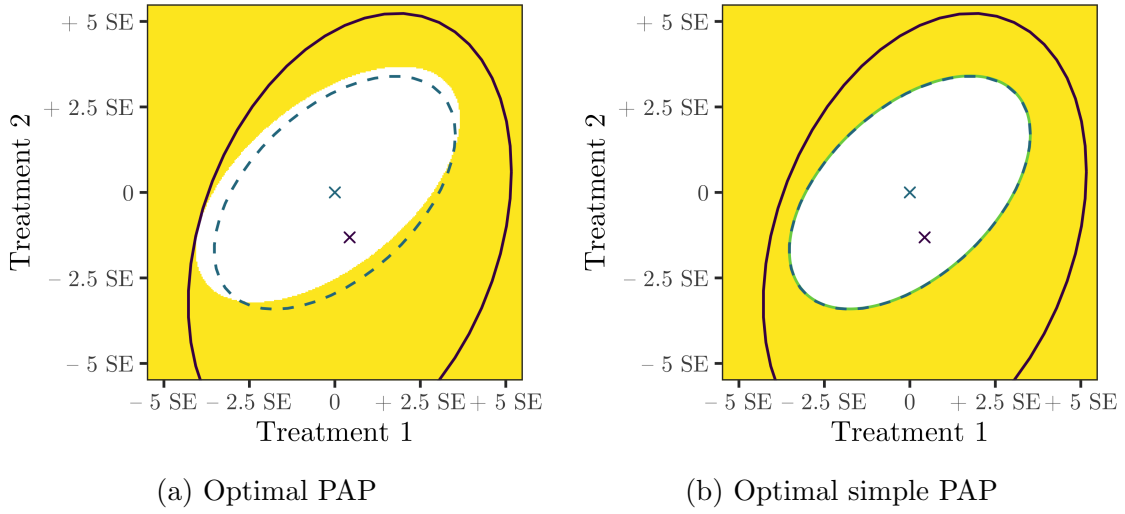 + 5 SE
+ 2.5 SE
0
− 2.5 SE
− 5 SE
Treatment 2
− 5 SE − 2.5 SE 0 + 2.5 SE + 5 SE
Treatment 1
(a) Optimal PAP
+ 5 SE
+ 2.5 SE
0
− 2.5 SE
− 5 SE
Treatment 2
− 5 SE − 2.5 SE 0 + 2.5 SE + 5 SE
Treatment 1
(b) Optimal simple PAP